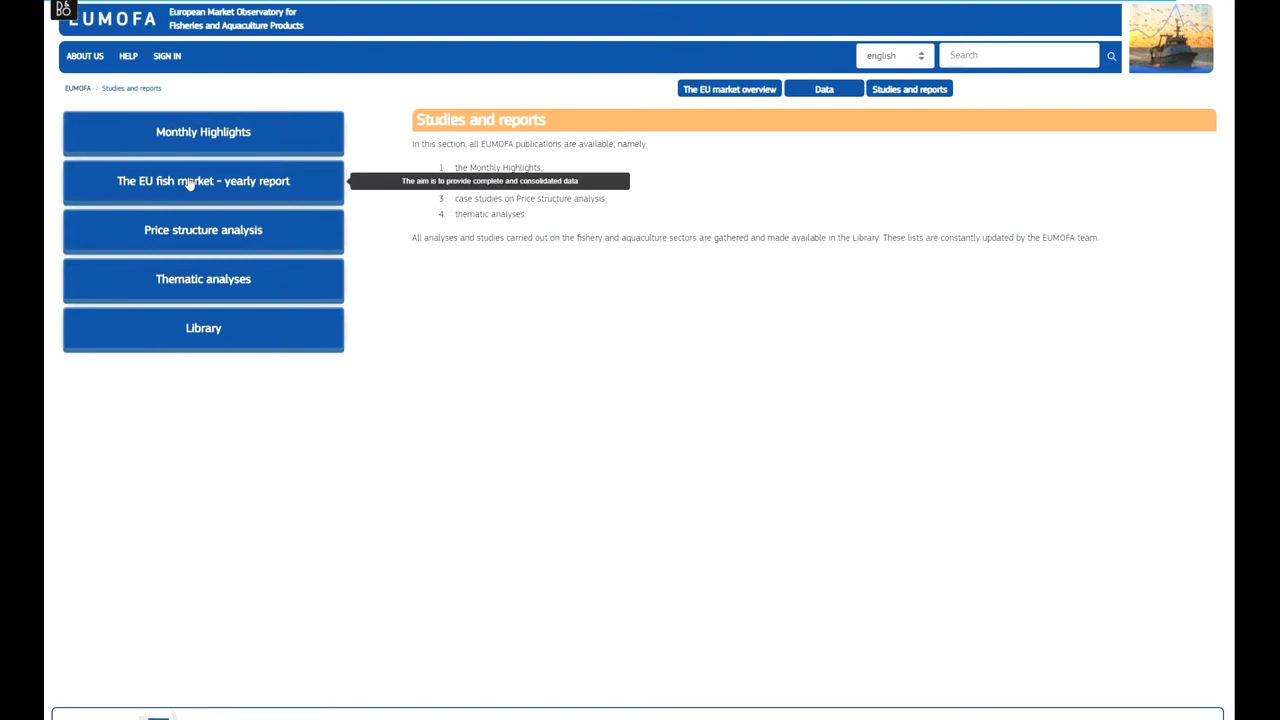 B&O
EUMOFA
European Market Observatory for
Fisheries and Aquaculture Products
ABOUT US HELP SIGN IN
english
Search
EUMOFA > Studies and reports
The EU market overview Data Studies and reports
Monthly Highlights
The EU fish market - yearly report
Price structure analysis
Thematic analyses
Library
Studies and reports
In this section, all EUMOFA publications are available, namely:
1. the Monthly Highlights,
The aim is to provide complete and consolidated data
3. case studies on Price structure analysis,
4. thematic analyses.
All analyses and studies carried out on the fishery and aquaculture sectors are gathered and made available in the Library. These lists are constantly updated by the EUMOFA team.